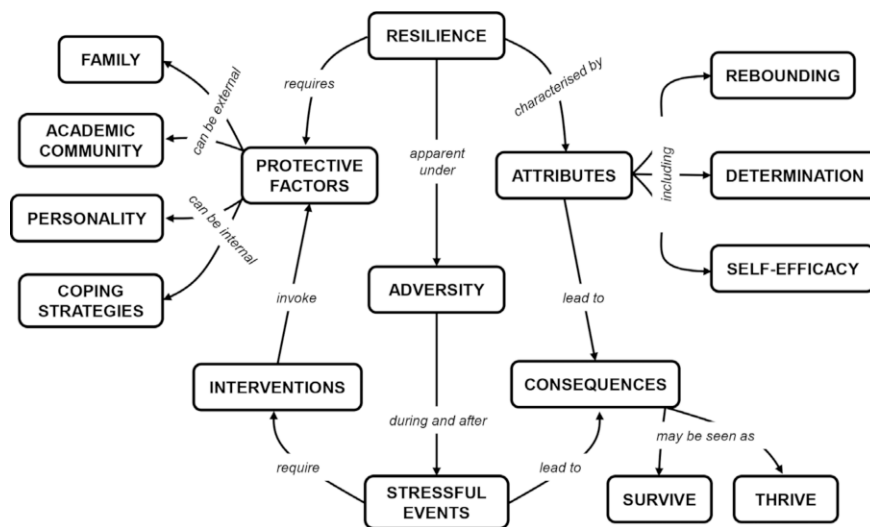 RESILIENCE
FAMILY
requires
characterised by
REBOUNDING
can be external
ACADEMIC
COMMUNITY
PROTECTIVE
FACTORS
apparent
under
ATTRIBUTES
including
DETERMINATION
PERSONALITY
can be internal
COPING
STRATEGIES
invoke
ADVERSITY
lead to
SELF-EFFICACY
INTERVENTIONS
CONSEQUENCES
during and after
may be seen as
require
lead to
STRESSFUL
EVENTS
SURVIVE
THRIVE